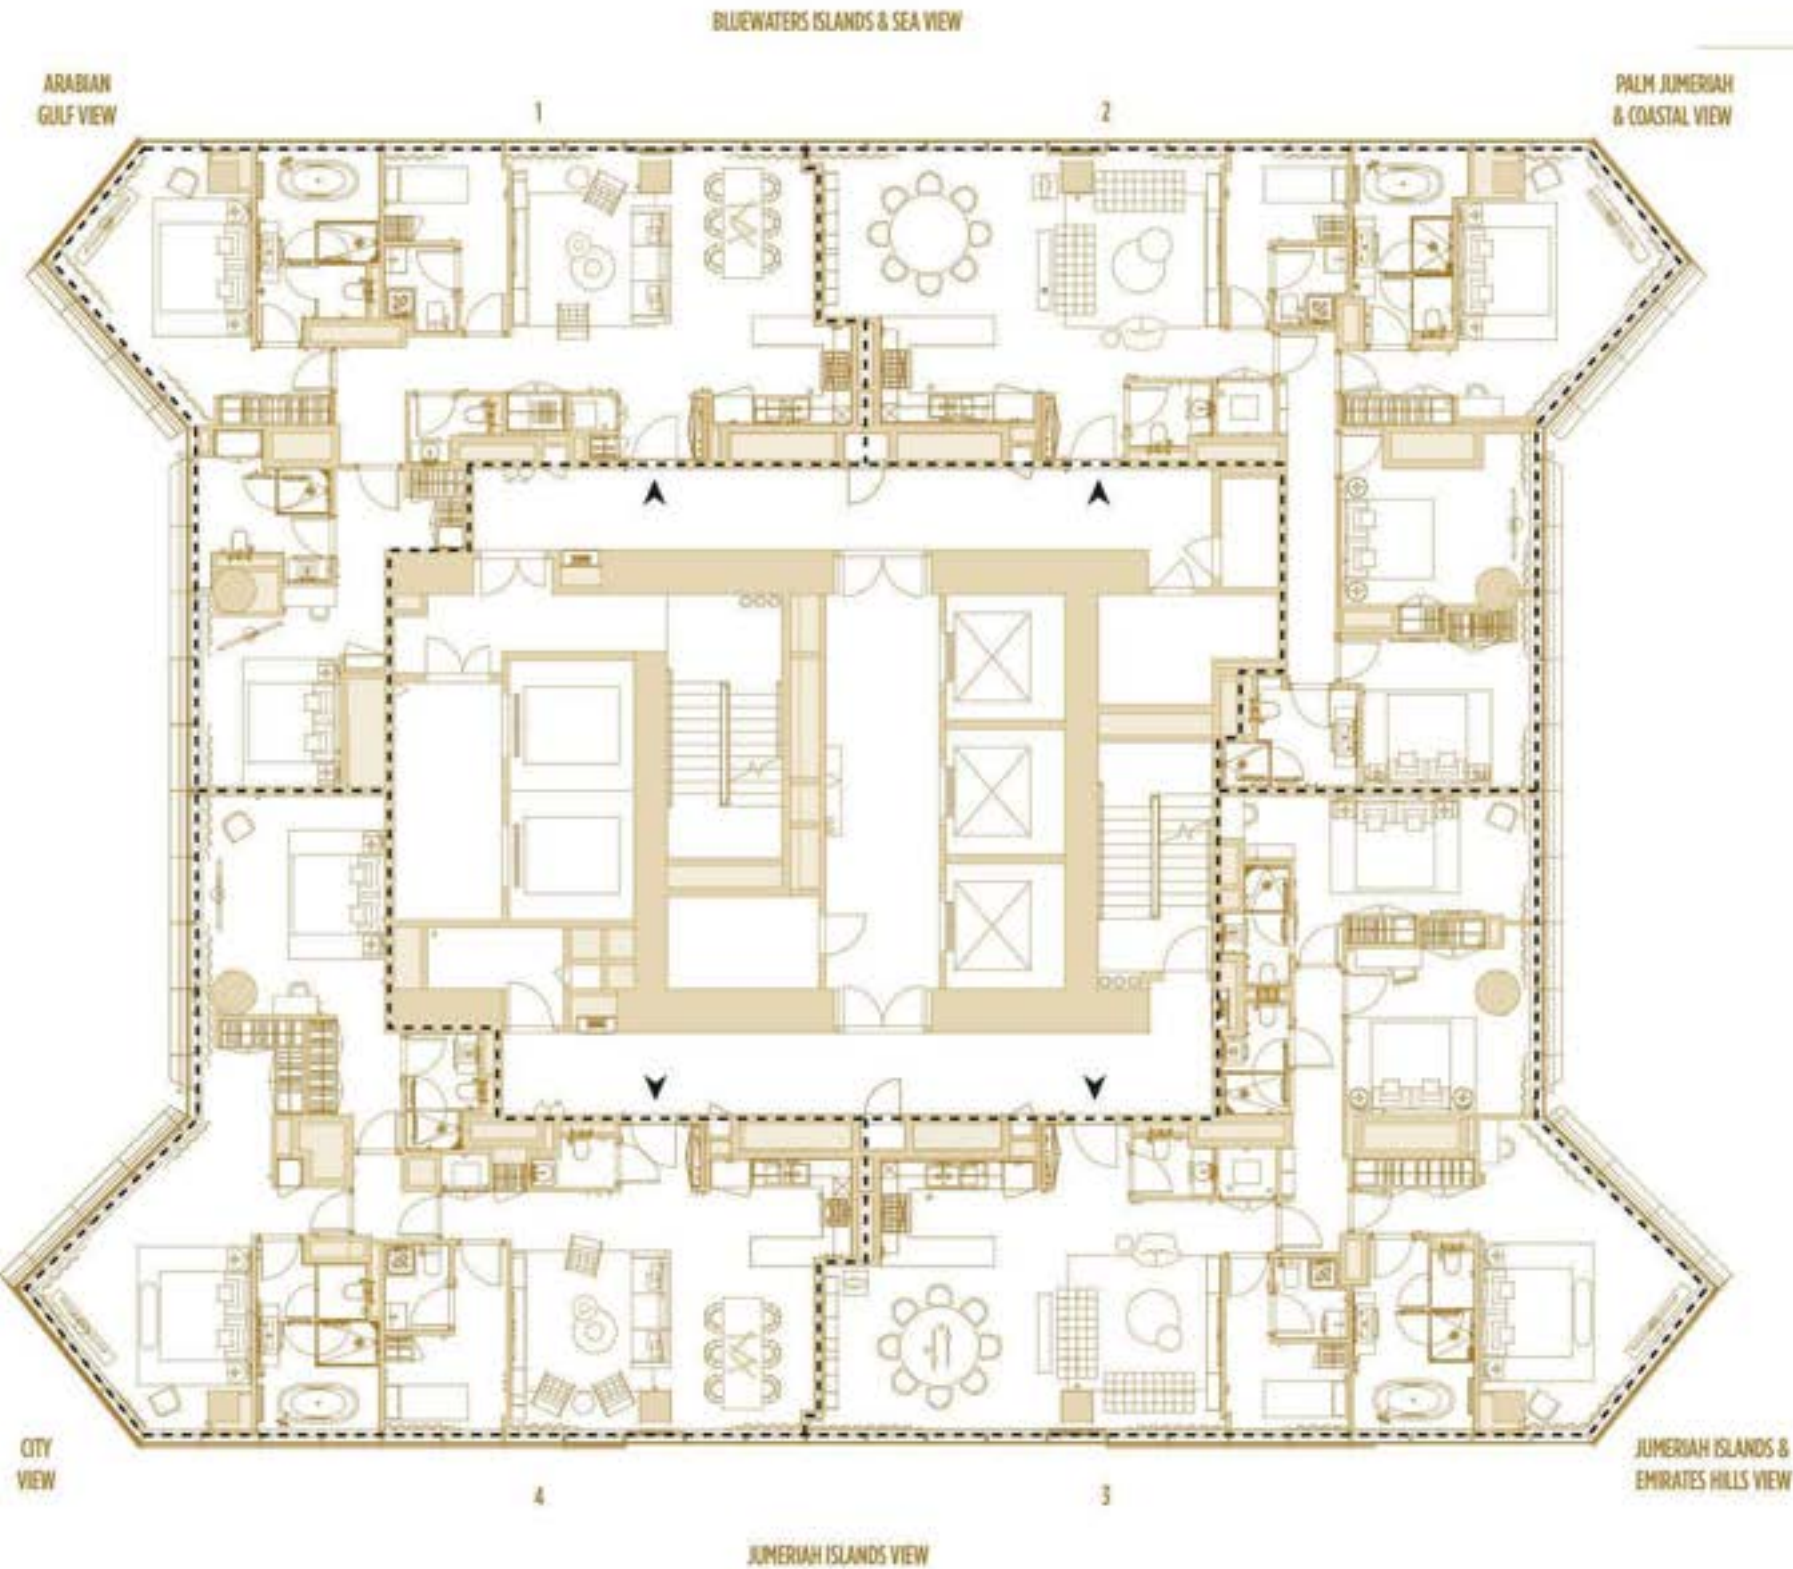 BLUEWATERS ISLANDS & SEA VIEW
ARABIAN
GULF VIEW
1
2
PALM JUMERIAH
& COASTAL VIEW
CITY
VIEW
4
3
JUMERIAH ISLANDS &
EMIRATES HILLS VIEW
JUMERIAH ISLANDS VIEW